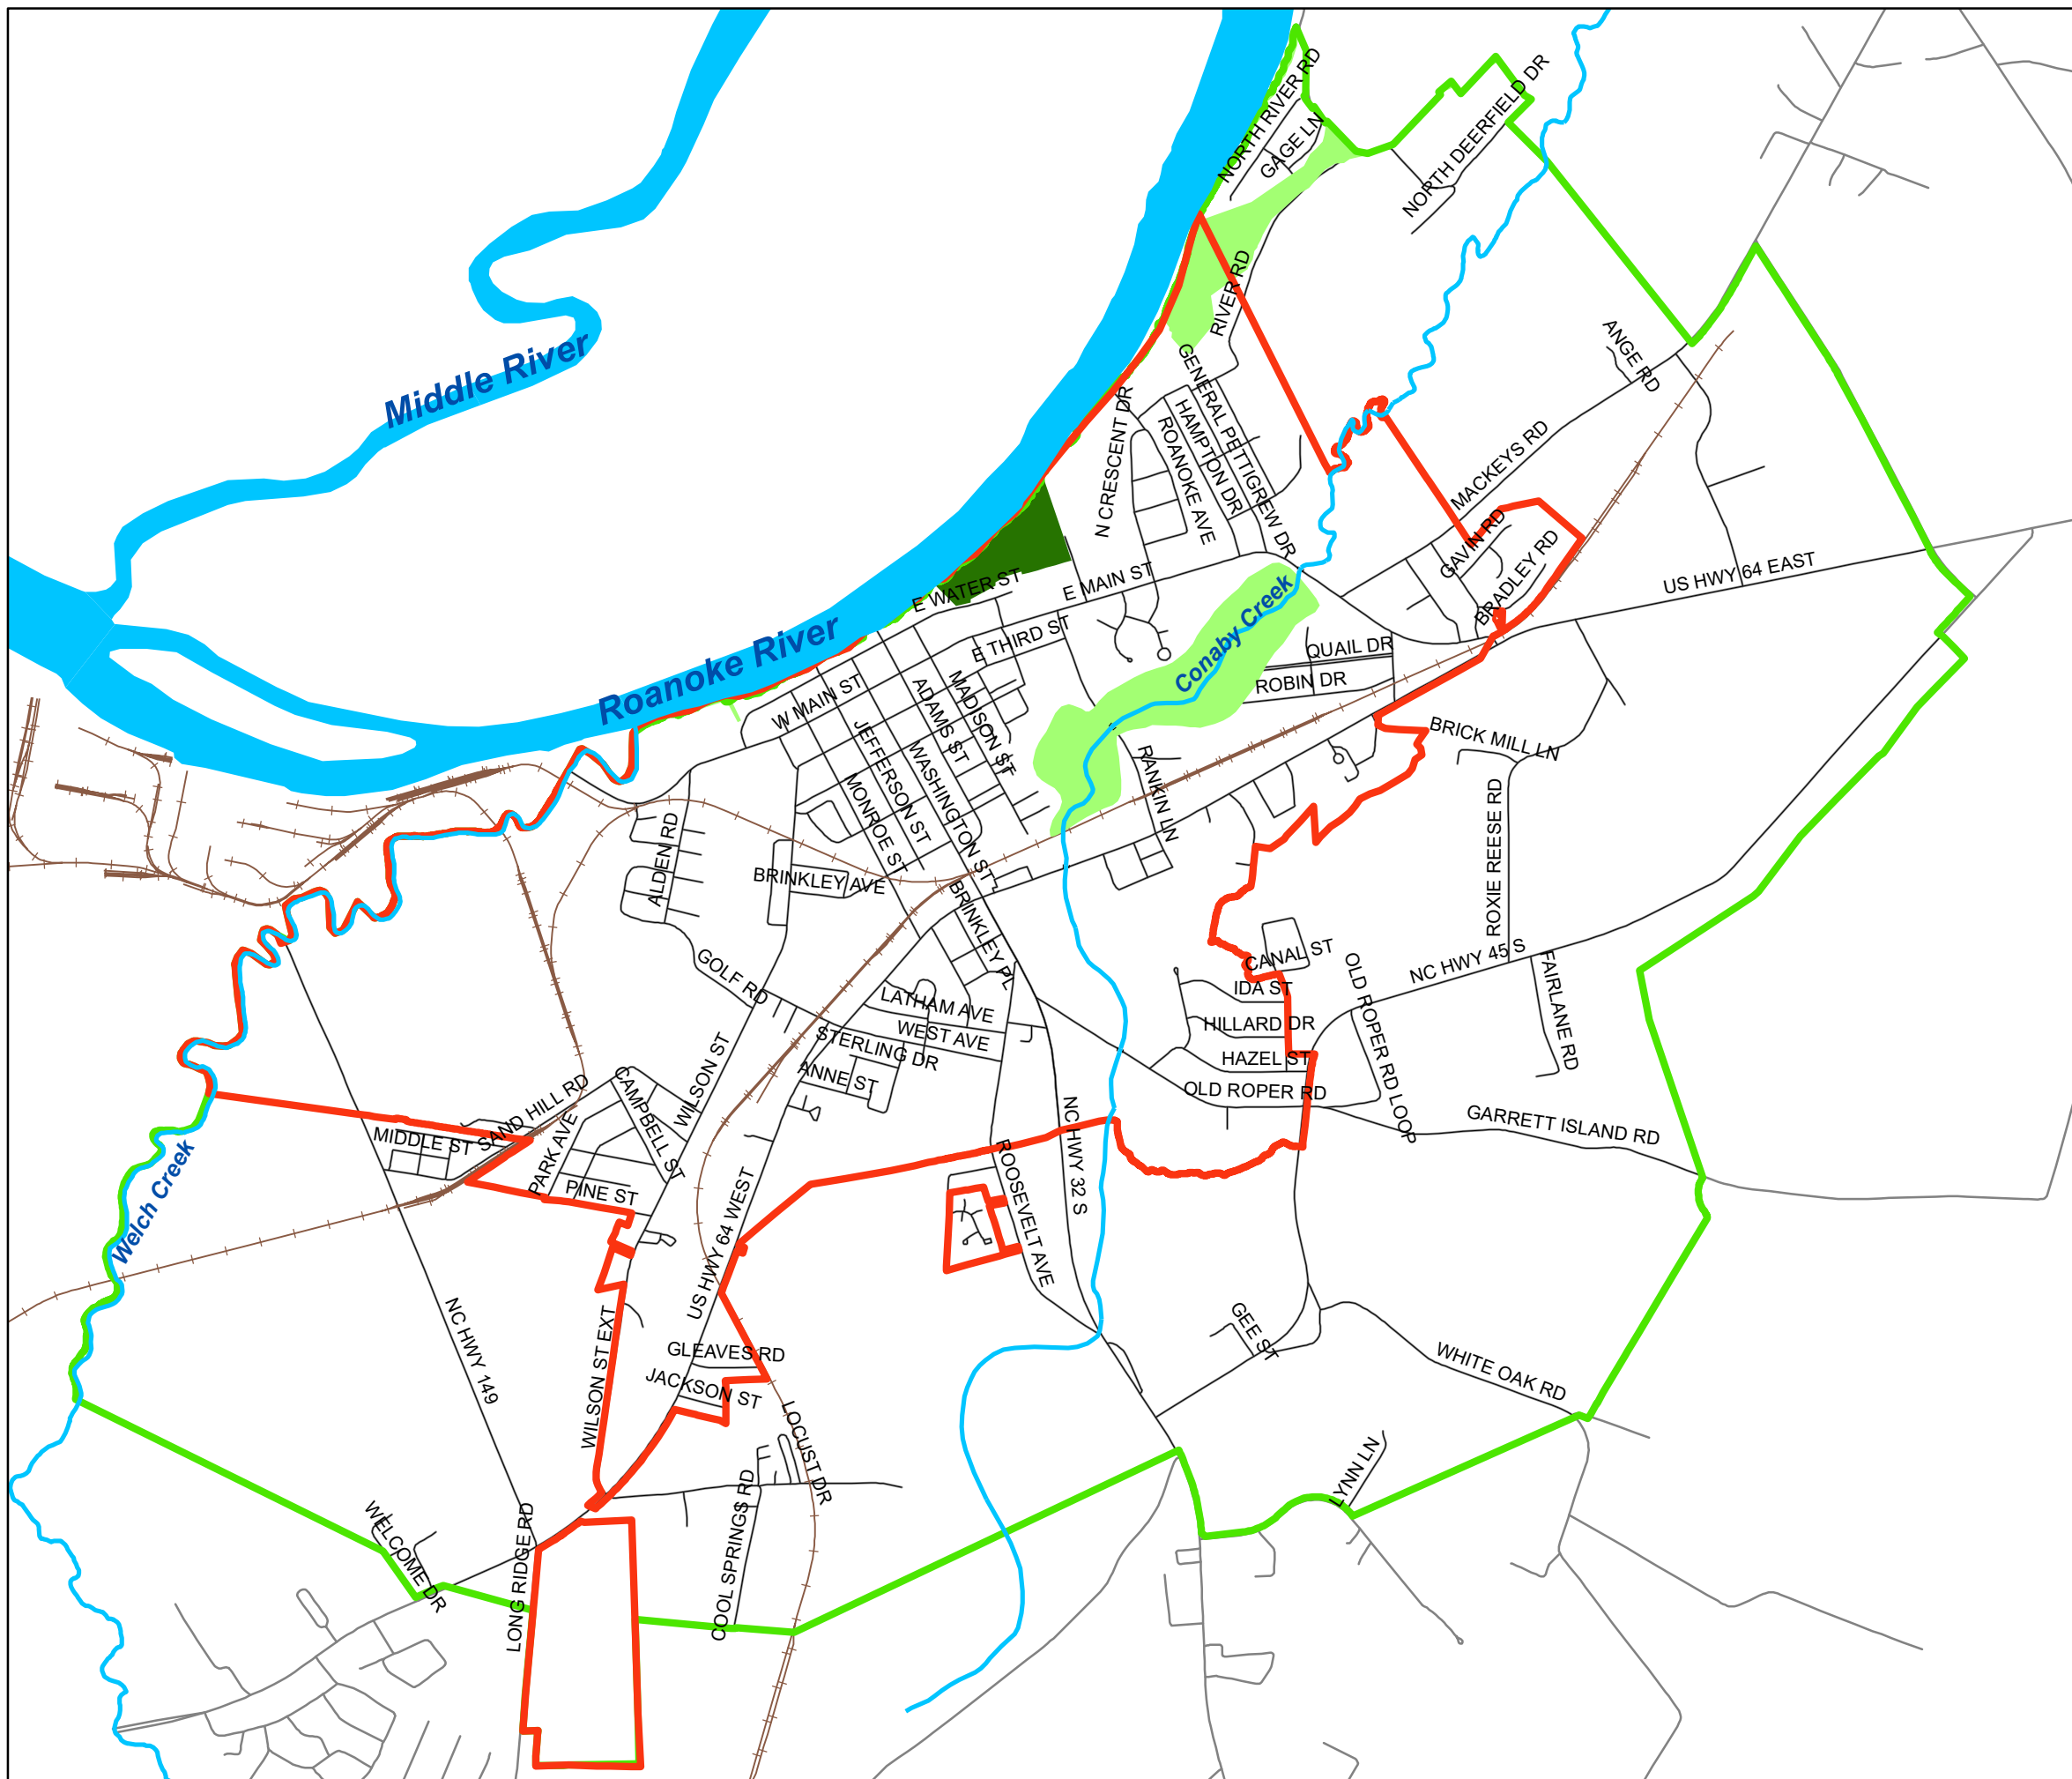 NORTH RIVER RD
GAGE LN
NORTH DEERFIELD DR
RIVER RD
Middle River
ANGE RD
GENERAL PETTIGREW DR
HAMPTON DR
ROANOKE AVE
N CRESCENT DR
MACKEYS RD
GAVIN RD
BRADLEY RD
US HWY 64 EAST
E WATER ST
E MAIN ST
E THIRD ST
Roanoke River
Conaby Creek
QUAIL DR
ROBIN DR
W MAIN ST
MADISON ST
ADAMS ST
WASHINGTON ST
JEFFERSON ST
MONROE ST
BRICK MILL LN
RANKIN LN
ROXIE REESE RD
ALDEN RD
BRINKLEY AVE
BRINKLEY PL
GOLF RD
CANAL ST
NC HWY 45 S
OLD ROPER RD LOOP
FAIRLANE RD
IDA ST
LATHAM AVE
HILLARD DR
WEST AVE
STERLING DR
HAZEL ST
ANNE ST
OLD ROPER RD
WILSON ST
CAMPBELL ST
SAND HILL RD
MIDDLE ST
PARK AVE
PINE ST
GARRETT ISLAND RD
NC HWY 32 S
ROOSEVELT AVE
Welch Creek
US HWY 64 WEST
NC HWY 149
WILSON ST EXT
GLEAVES RD
JACKSON ST
GEE ST
WHITE OAK RD
LOCUST DR
COOL SPRINGS RD
LYNN LN
WELCOME DR
LONG RIDGE RD